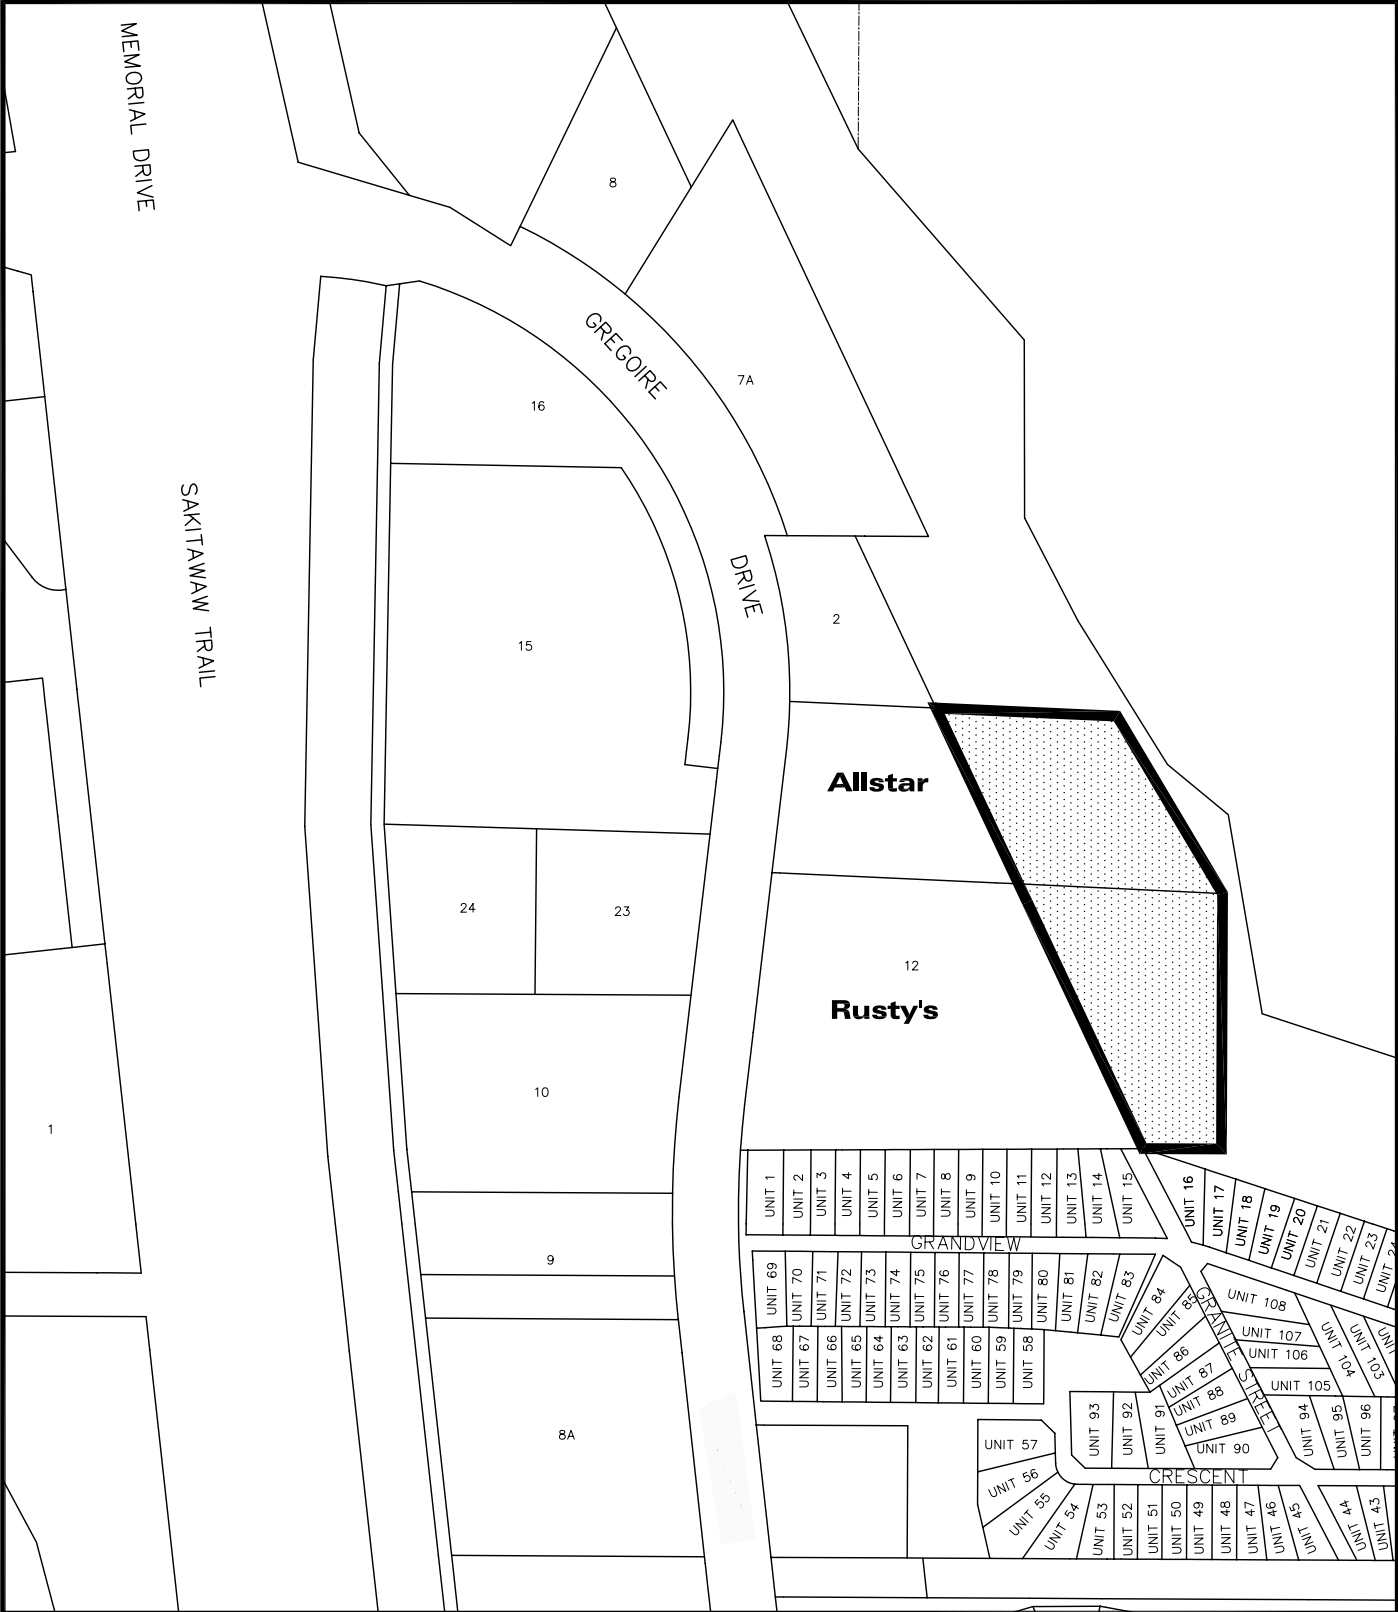 MEMORIAL DRIVE
8
GREGOIRE
7A
16
SAKITAWAW TRAIL
DRIVE
2
15
Allstar
24
23
12
Rusty's
10
1
UNIT 1
UNIT 2
UNIT 3
UNIT 4
UNIT 5
UNIT 6
UNIT 7
UNIT 8
UNIT 9
UNIT 10
UNIT 11
UNIT 12
UNIT 13
UNIT 14
UNIT 15
UNIT 16
UNIT 17
UNIT 18
UNIT 19
UNIT 20
UNIT 21
UNIT 22
UNIT 23
GRANDVIEW
9
UNIT 69
UNIT 70
UNIT 71
UNIT 72
UNIT 73
UNIT 74
UNIT 75
UNIT 76
UNIT 77
UNIT 78
UNIT 79
UNIT 80
UNIT 81
UNIT 82
UNIT 83
UNIT 84
UNIT 85
GRANITE STREET
UNIT 108
UNIT 107
UNIT 106
UNIT 105
UNIT 104
UNIT 103
UNIT 68
UNIT 67
UNIT 66
UNIT 65
UNIT 64
UNIT 63
UNIT 62
UNIT 61
UNIT 60
UNIT 59
UNIT 58
UNIT 86
UNIT 87
UNIT 88
UNIT 89
UNIT 90
8A
UNIT 93
UNIT 92
UNIT 91
UNIT 94
UNIT 95
UNIT 96
UNIT 57
UNIT 56
UNIT 55
UNIT 54
CRESCENT
UNIT 53
UNIT 52
UNIT 51
UNIT 50
UNIT 49
UNIT 48
UNIT 47
UNIT 46
UNIT 45
UNIT 44
UNIT 43